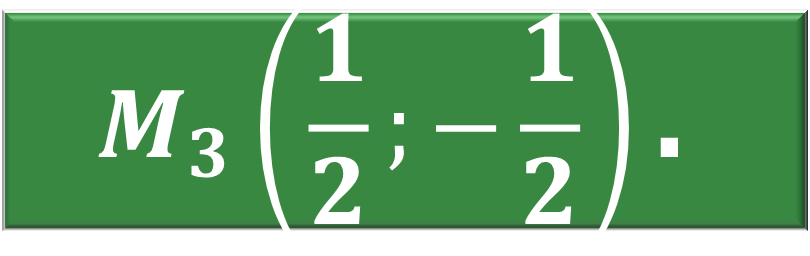 M₃ (1/2 ; −1/2).